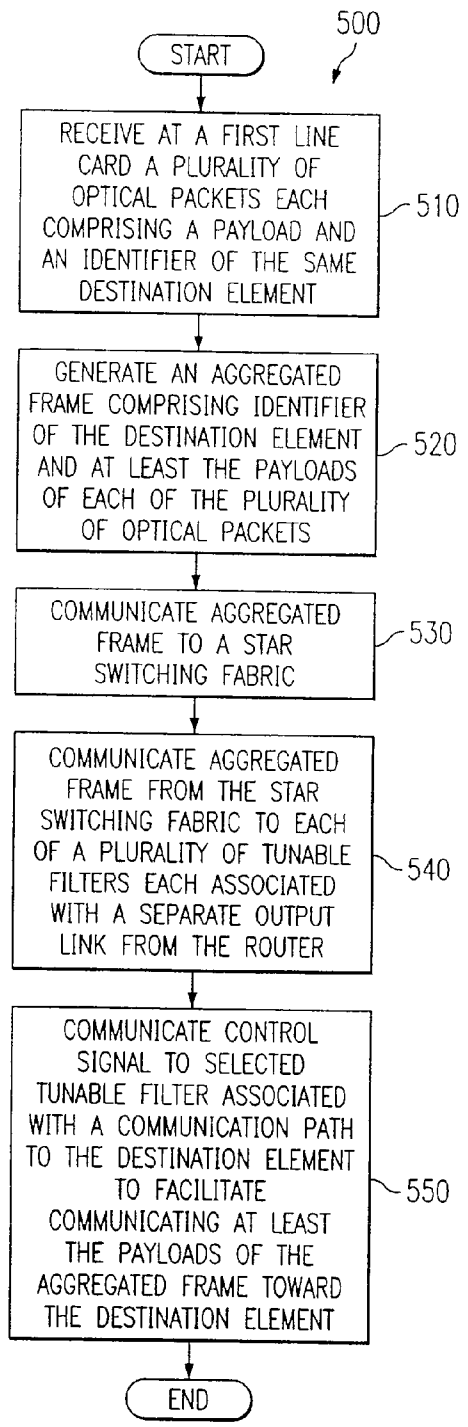 500
START
RECEIVE AT A FIRST LINE
CARD A PLURALITY OF
OPTICAL PACKETS EACH
COMPRISING A PAYLOAD AND
AN IDENTIFIER OF THE SAME
DESTINATION ELEMENT
510
GENERATE AN AGGREGATED
FRAME COMPRISING IDENTIFIER
OF THE DESTINATION ELEMENT
AND AT LEAST THE PAYLOADS
OF EACH OF THE PLURALITY
OF OPTICAL PACKETS
520
COMMUNICATE AGGREGATED
FRAME TO A STAR
SWITCHING FABRIC
530
COMMUNICATE AGGREGATED
FRAME FROM THE STAR
SWITCHING FABRIC TO EACH
OF A PLURALITY OF TUNABLE
FILTERS EACH ASSOCIATED
WITH A SEPARATE OUTPUT
LINK FROM THE ROUTER
540
COMMUNICATE CONTROL
SIGNAL TO SELECTED
TUNABLE FILTER ASSOCIATED
WITH A COMMUNICATION PATH
TO THE DESTINATION ELEMENT
TO FACILITATE
COMMUNICATING AT LEAST
THE PAYLOADS OF THE
AGGREGATED FRAME TOWARD
THE DESTINATION ELEMENT
550
END